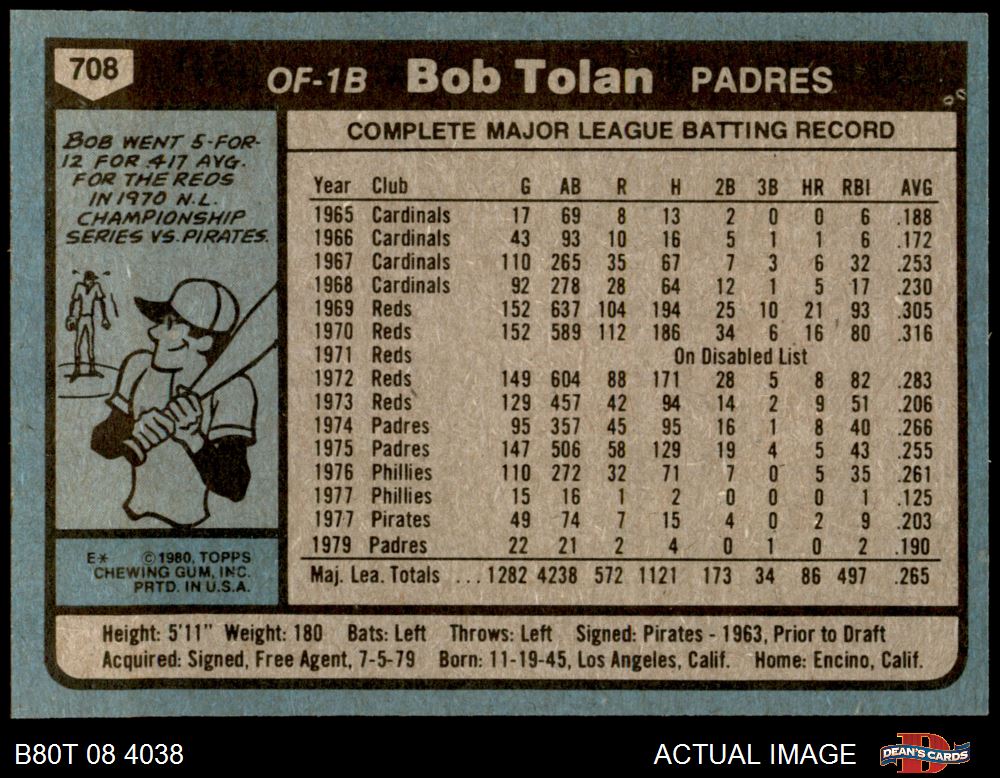 708
OF-1B Bob Tolan PADRES
BOB WENT 5-FOR-
12 FOR .417 AVG.
FOR THE REDS
IN 1970 N.L.
CHAMPIONSHIP
SERIES VS. PIRATES.
E* © 1980, TOPPS
CHEWING GUM, INC.
PRTD. IN U.S.A.
COMPLETE MAJOR LEAGUE BATTING RECORD
Year Club G AB R H 2B 3B HR RBI AVG
1965 Cardinals 17 69 8 13 2 0 0 6 .188
1966 Cardinals 43 93 10 16 5 1 1 6 .172
1967 Cardinals 110 265 35 67 7 3 6 32 .253
1968 Cardinals 92 278 28 64 12 1 5 17 .230
1969 Reds 152 637 104 194 25 10 21 93 .305
1970 Reds 152 589 112 186 34 6 16 80 .316
1971 Reds On Disabled List
1972 Reds 149 604 88 171 28 5 8 82 .283
1973 Reds 129 457 42 94 14 2 9 51 .206
1974 Padres 95 357 45 95 16 1 8 40 .266
1975 Padres 147 506 58 129 19 4 5 43 .255
1976 Phillies 110 272 32 71 7 0 5 35 .261
1977 Phillies 15 16 1 2 0 0 0 1 .125
1977 Pirates 49 74 7 15 4 0 2 9 .203
1979 Padres 22 21 2 4 0 1 0 2 .190
Maj. Lea. Totals ...1282 4238 572 1121 173 34 86 497 .265
Height: 5'11" Weight: 180 Bats: Left Throws: Left Signed: Pirates - 1963, Prior to Draft
Acquired: Signed, Free Agent, 7-5-79 Born: 11-19-45, Los Angeles, Calif. Home: Encino, Calif.
B80T 08 4038 ACTUAL IMAGE DEAN'S CARDS